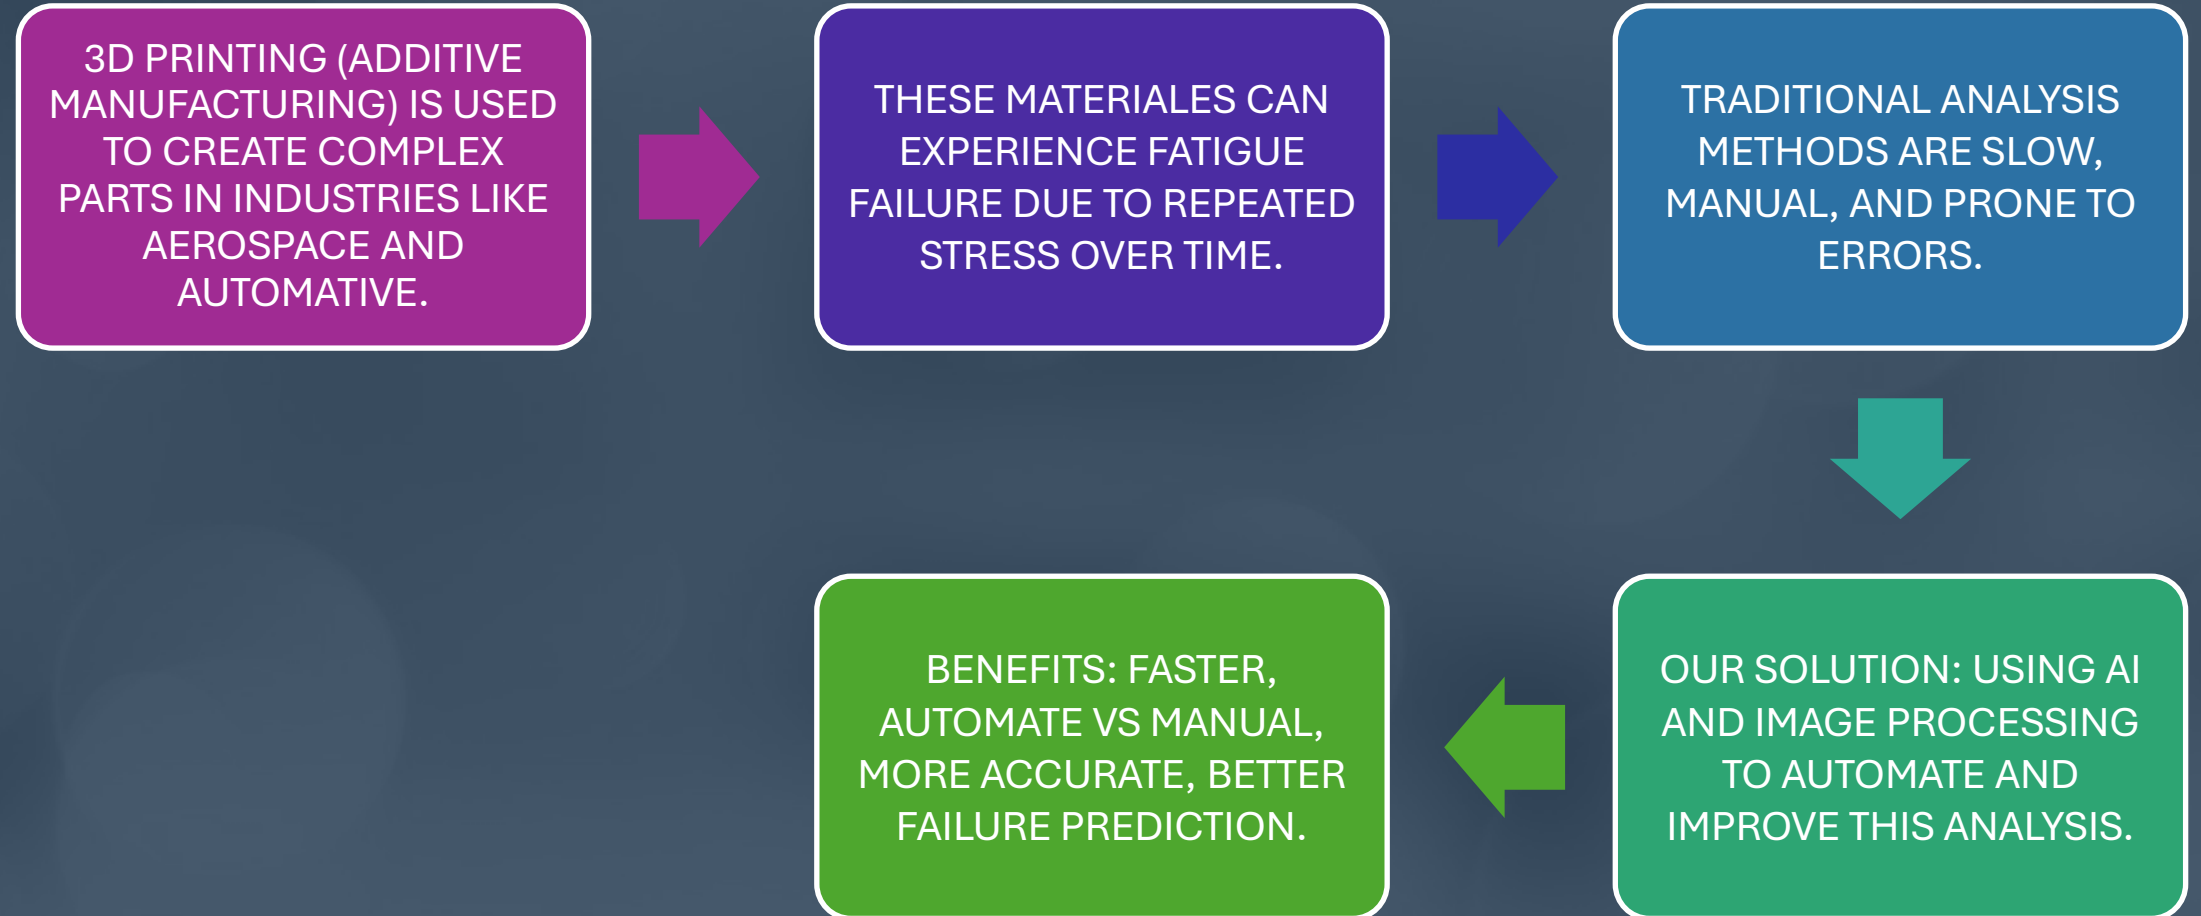 3D PRINTING (ADDITIVE
MANUFACTURING) IS USED
TO CREATE COMPLEX
PARTS IN INDUSTRIES LIKE
AEROSPACE AND
AUTOMATIVE.
THESE MATERIALES CAN
EXPERIENCE FATIGUE
FAILURE DUE TO REPEATED
STRESS OVER TIME.
TRADITIONAL ANALYSIS
METHODS ARE SLOW,
MANUAL, AND PRONE TO
ERRORS.
OUR SOLUTION: USING AI
AND IMAGE PROCESSING
TO AUTOMATE AND
IMPROVE THIS ANALYSIS.
BENEFITS: FASTER,
AUTOMATE VS MANUAL,
MORE ACCURATE, BETTER
FAILURE PREDICTION.